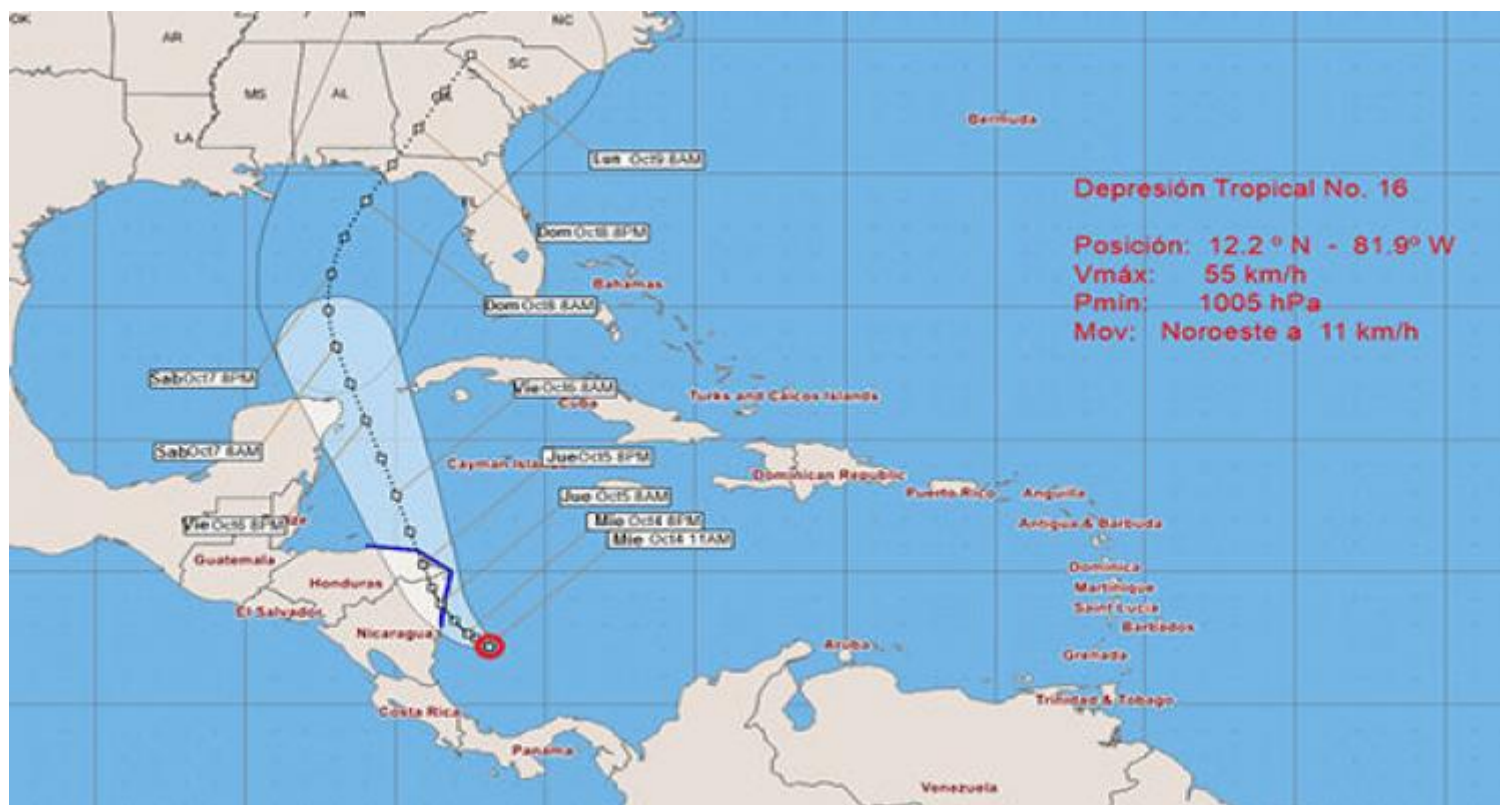 OK
TN
NC
AR
SC
MS
AL
GA
LA
Bermuda
Lun Oct9 8AM
Depresión Tropical No. 16
FL
Dom Oct8 8PM
Posición: 12.2 º N - 81.9º W
Vmáx: 55 km/h
Bahamas
Pmin: 1005 hPa
Dom Oct8 8AM
Mov: Noroeste a 11 km/h
Sab Oct7 8PM
Vie Oct6 8AM
Cuba
Turks and Caicos Islands
Sab Oct7 8AM
Jue Oct5 8PM
Cayman Islands
Dominican Republic
Puerto Rico
Anguilla
Jue Oct5 8AM
Vie Oct6 8PM
Mie Oct4 8PM
Antigua & Barbuda
Mie Oct4 11AM
Guatemala
Dominica
Honduras
Martinique
El Salvador
Saint Lucia
Nicaragua
Barbados
Aruba
Grenada
Trinidad & Tobago
Costa Rica
Panama
Venezuela